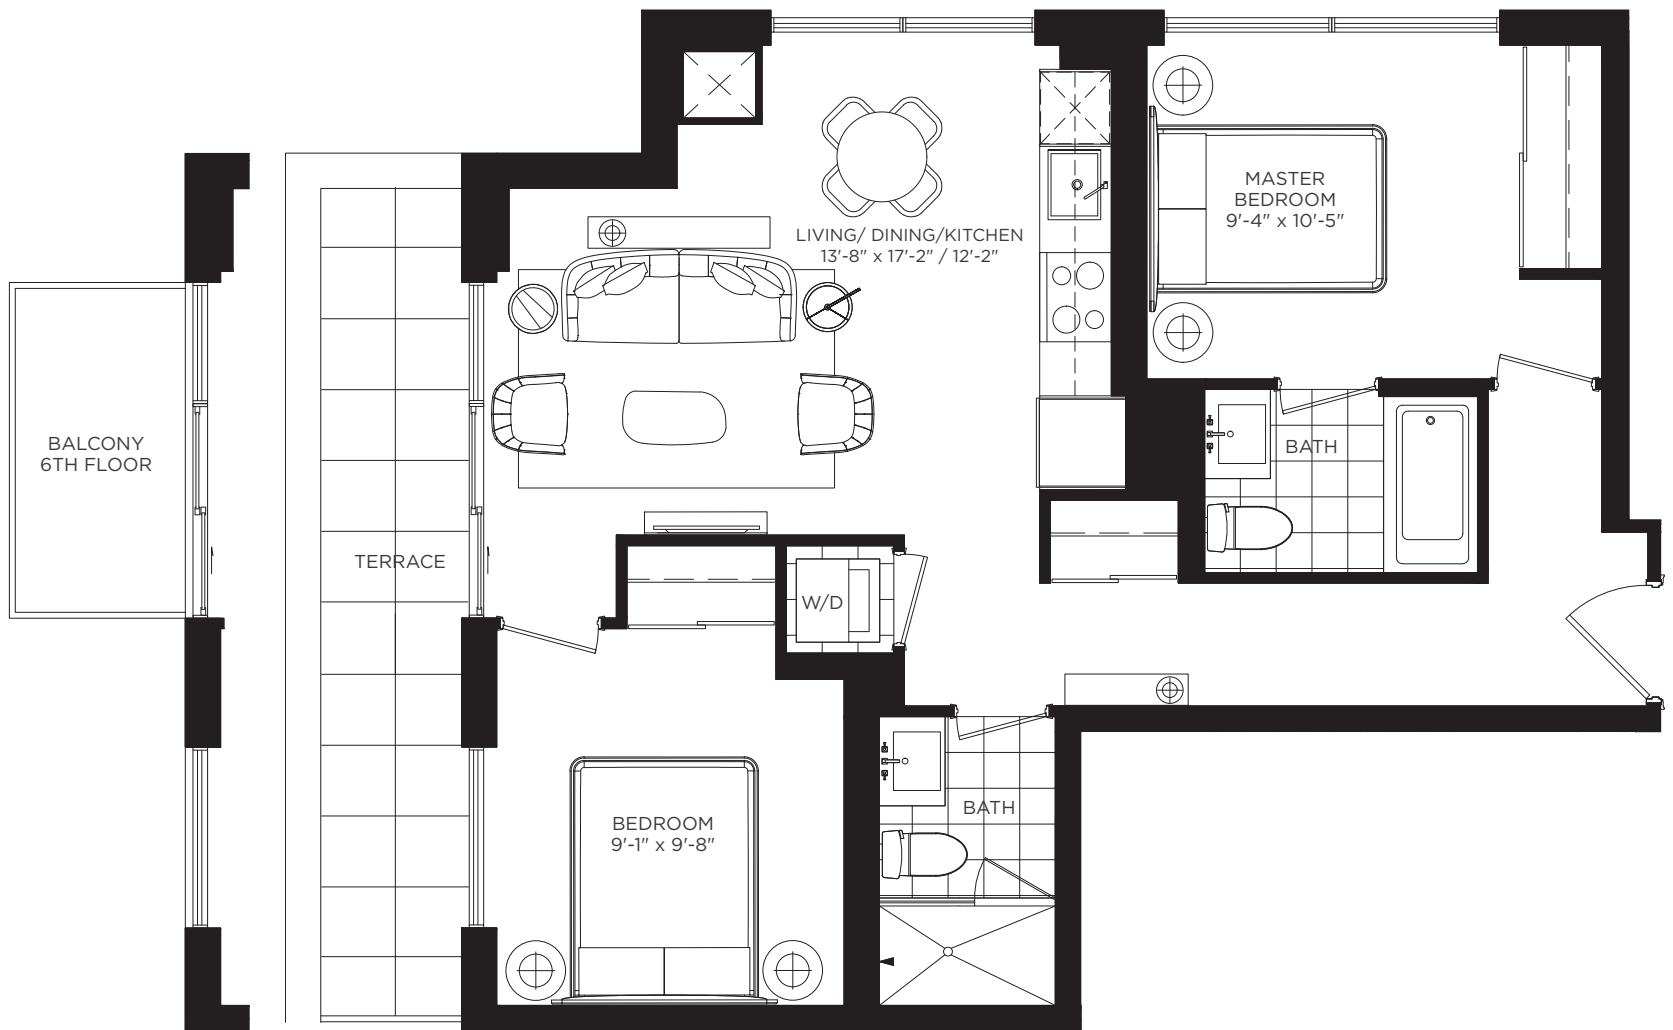 MASTER
BEDROOM
9'-4" x 10'-5"
LIVING/ DINING/KITCHEN
13'-8" x 17'-2" / 12'-2"
BALCONY
6TH FLOOR
BATH
TERRACE
W/D
BEDROOM
9'-1" x 9'-8"
BATH